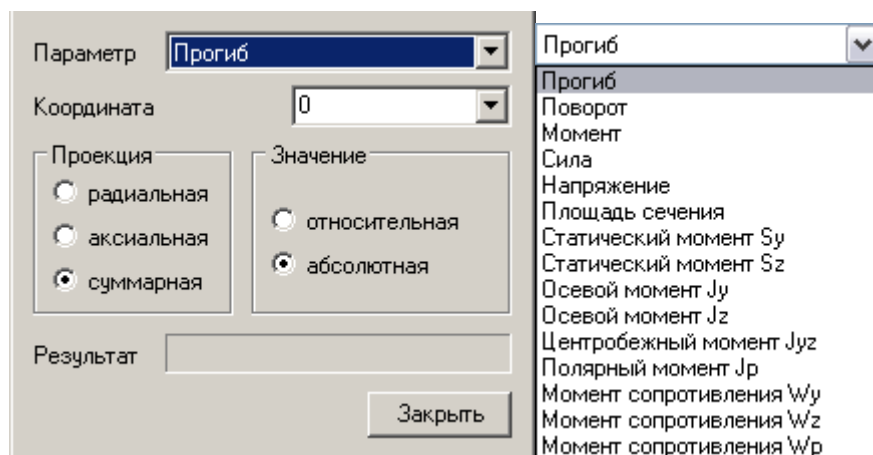 Параметр Прогиб
Координата 0
Проекция
радиальная
аксиальная
суммарная
Значение
относительная
абсолютная
Результат
Закрыть
Прогиб
Прогиб
Поворот
Момент
Сила
Напряжение
Площадь сечения
Статический момент Sy
Статический момент Sz
Осевой момент Jy
Осевой момент Jz
Центробежный момент Jyz
Полярный момент Jp
Момент сопротивления Wy
Момент сопротивления Wz
Момент сопротивления Wp